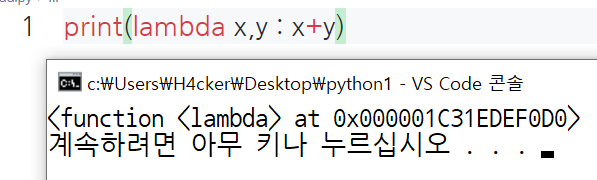 1 print(lambda x,y : x+y)
C:\. c:₩Users₩H4cker₩Desktop₩python1 - VS Code 콘솔
<function <lambda> at 0x000001C31EDEF0D0>
계속하려면 아무 키나 누르십시오 . . .